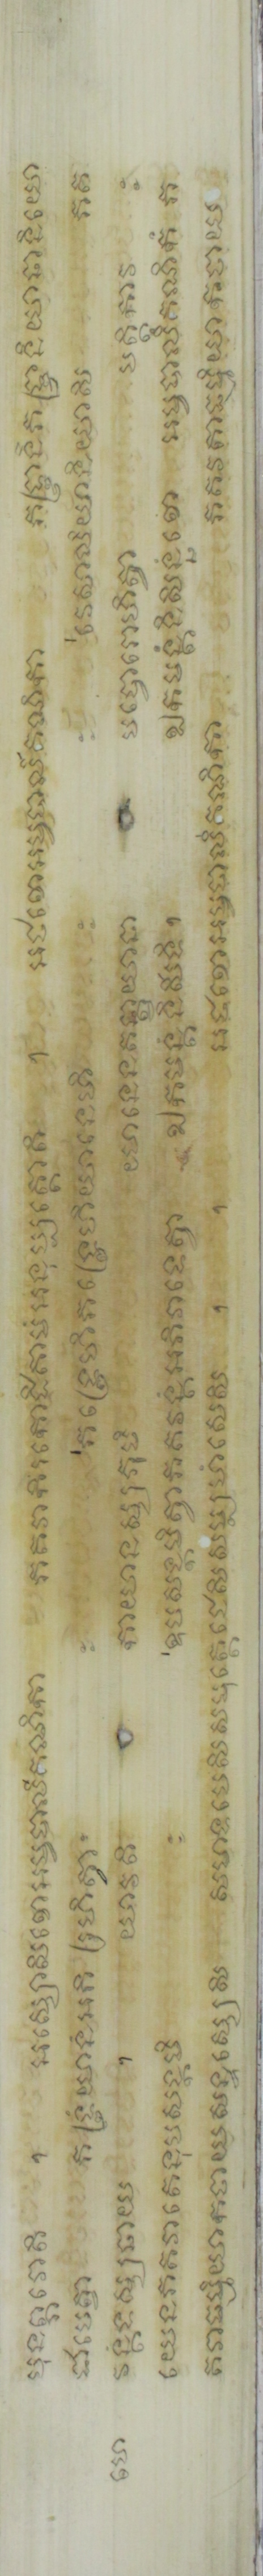 បុនព្ភវោតិ ។ អស្សោសិខោអម្ពបាលីគណិកា ភគវាកិរកោដិគាមំអនុប្បត្តោតិ ។ អថខោអម្ពបាលីគណិកា ភទ្រានិភទ្រានិយានានិយោ
ជាបេត្វា ភទ្រំយានំអភិរូហិត្វា ៈ ភទ្រេហិភទ្រេហិយានេហិ ៈ ៈ វេសាលិយានិយាសិ ភគ
ហេ វន្តំទស្សនាយ ។ យាវតិ កាយានស្សភូមិ យានេនគន្ត្វាយានា បច្ចោរោហិត្វា បត្តិកាវ ៈ
យេនភគវាតេនុបសង្កមិ ៈ ឧបសង្កមិត្វាភគវន្តំអភិវាទេត្វា ឯកមន្តំនិសីទិ។ ឯកមន្តំនិសិន្នំខោ អម្ពបាលីគណិកំ ភ
គវាធម្មិយាកថាយសន្ទស្សេសិ សមាទបេសិសមុត្តេជេសិសម្បហំសេសិ ។ ។ អថខោអម្ពបាលីគណិកា ភគវតាធម្មិយាកថាយ